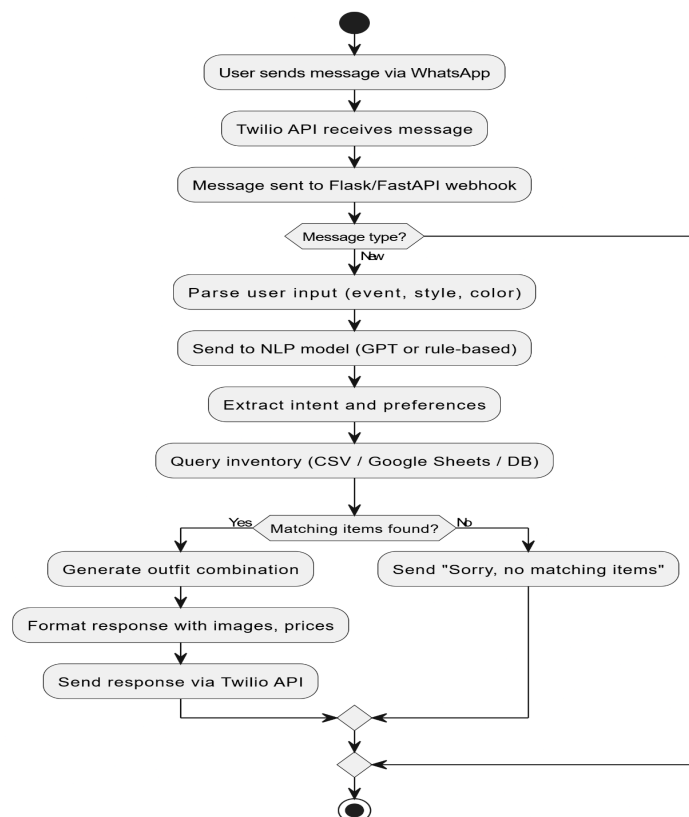 User sends message via WhatsApp
Twilio API receives message
Message sent to Flask/FastAPI webhook
Message type?
New
Parse user input (event, style, color)
Send to NLP model (GPT or rule-based)
Extract intent and preferences
Query inventory (CSV / Google Sheets / DB)
Yes
Matching items found?
No
Generate outfit combination
Send "Sorry, no matching items"
Format response with images, prices
Send response via Twilio API